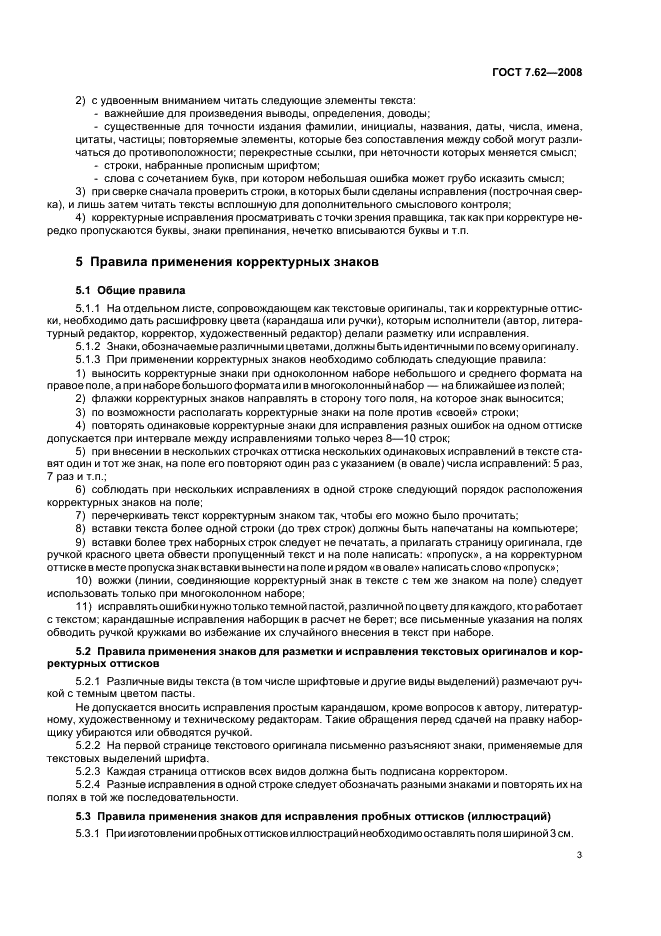 ГОСТ 7.62—2008
2) с удвоенным вниманием читать следующие элементы текста:
- важнейшие для произведения выводы, определения, доводы;
- существенные для точности издания фамилии, инициалы, названия, даты, числа, имена,
цитаты, частицы; повторяемые элементы, которые без сопоставления между собой могут разли-
чаться до противоположности; перекрестные ссылки, при неточности которых меняется смысл;
- строки, набранные прописным шрифтом;
- слова с сочетанием букв, при котором небольшая ошибка может грубо исказить смысл;
3) при сверке сначала проверить строки, в которых были сделаны исправления (построчная свер-
ка), и лишь затем читать тексты всплошную для дополнительного смыслового контроля;
4) корректурные исправления просматривать с точки зрения правщика, так как при корректуре не-
редко пропускаются буквы, знаки препинания, нечетко вписываются буквы и т.п.
5 Правила применения корректурных знаков
5.1 Общие правила
5.1.1 На отдельном листе, сопровождающем как текстовые оригиналы, так и корректурные оттис-
ки, необходимо дать расшифровку цвета (карандаша или ручки), которым исполнители (автор, литера-
турный редактор, корректор, художественный редактор) делали разметку или исправления.
5.1.2 Знаки, обозначаемые различными цветами, должны быть идентичными по всему оригиналу.
5.1.3 При применении корректурных знаков необходимо соблюдать следующие правила:
1) выносить корректурные знаки при одноколонном наборе небольшого и среднего формата на
правое поле, а при наборе большого формата или в многоколонный набор — на ближайшее из полей;
2) флажки корректурных знаков направлять в сторону того поля, на которое знак выносится;
3) по возможности располагать корректурные знаки на поле против «своей» строки;
4) повторять одинаковые корректурные знаки для исправления разных ошибок на одном оттиске
допускается при интервале между исправлениями только через 8—10 строк;
5) при внесении в нескольких строчках оттиска нескольких одинаковых исправлений в тексте ста-
вят один и тот же знак, на поле его повторяют один раз с указанием (в овале) числа исправлений: 5 раз,
7 раз и т.п.;
6) соблюдать при нескольких исправлениях в одной строке следующий порядок расположения
корректурных знаков на поле;
7) перечеркивать текст корректурным знаком так, чтобы его можно было прочитать;
8) вставки текста более одной строки (до трех строк) должны быть напечатаны на компьютере;
9) вставки более трех наборных строк следует не печатать, а прилагать страницу оригинала, где
ручкой красного цвета обвести пропущенный текст и на поле написать: «пропуск», а на корректурном
оттиске в месте пропуска знак вставки вынести на поле и рядом «в овале» написать слово «пропуск»;
10) вожжи (линии, соединяющие корректурный знак в тексте с тем же знаком на поле) следует
использовать только при многоколонном наборе;
11) исправлять ошибки нужно только темной пастой, различной по цвету для каждого, кто работает
с текстом; карандашные исправления наборщик в расчет не берет; все письменные указания на полях
обводить ручкой кружками во избежание их случайного внесения в текст при наборе.
5.2 Правила применения знаков для разметки и исправления текстовых оригиналов и кор-
ректурных оттисков
5.2.1 Различные виды текста (в том числе шрифтовые и другие виды выделений) размечают руч-
кой с темным цветом пасты.
Не допускается вносить исправления простым карандашом, кроме вопросов к автору, литератур-
ному, художественному и техническому редакторам. Такие обращения перед сдачей на правку набор-
щику убираются или обводятся ручкой.
5.2.2 На первой странице текстового оригинала письменно разъясняют знаки, применяемые для
текстовых выделений шрифта.
5.2.3 Каждая страница оттисков всех видов должна быть подписана корректором.
5.2.4 Разные исправления в одной строке следует обозначать разными знаками и повторять их на
полях в той же последовательности.
5.3 Правила применения знаков для исправления пробных оттисков (иллюстраций)
5.3.1 При изготовлении пробных оттисков иллюстраций необходимо оставлять поля шириной 3 см.
3